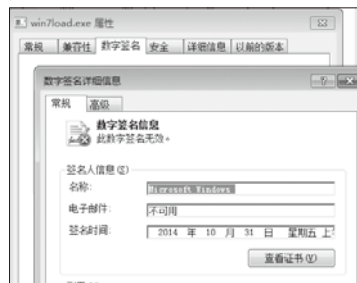 win7load.exe 属性
常规 兼容性 数字签名 安全 详细信息 以前的版本
数字签名详细信息
常规 高级
数字签名信息
此数字签名无效。
签名人信息(S)
名称: Microsoft Windows
电子邮件: 不可用
签名时间: 2014 年 10 月 31 日 星期五 上
查看证书(V)